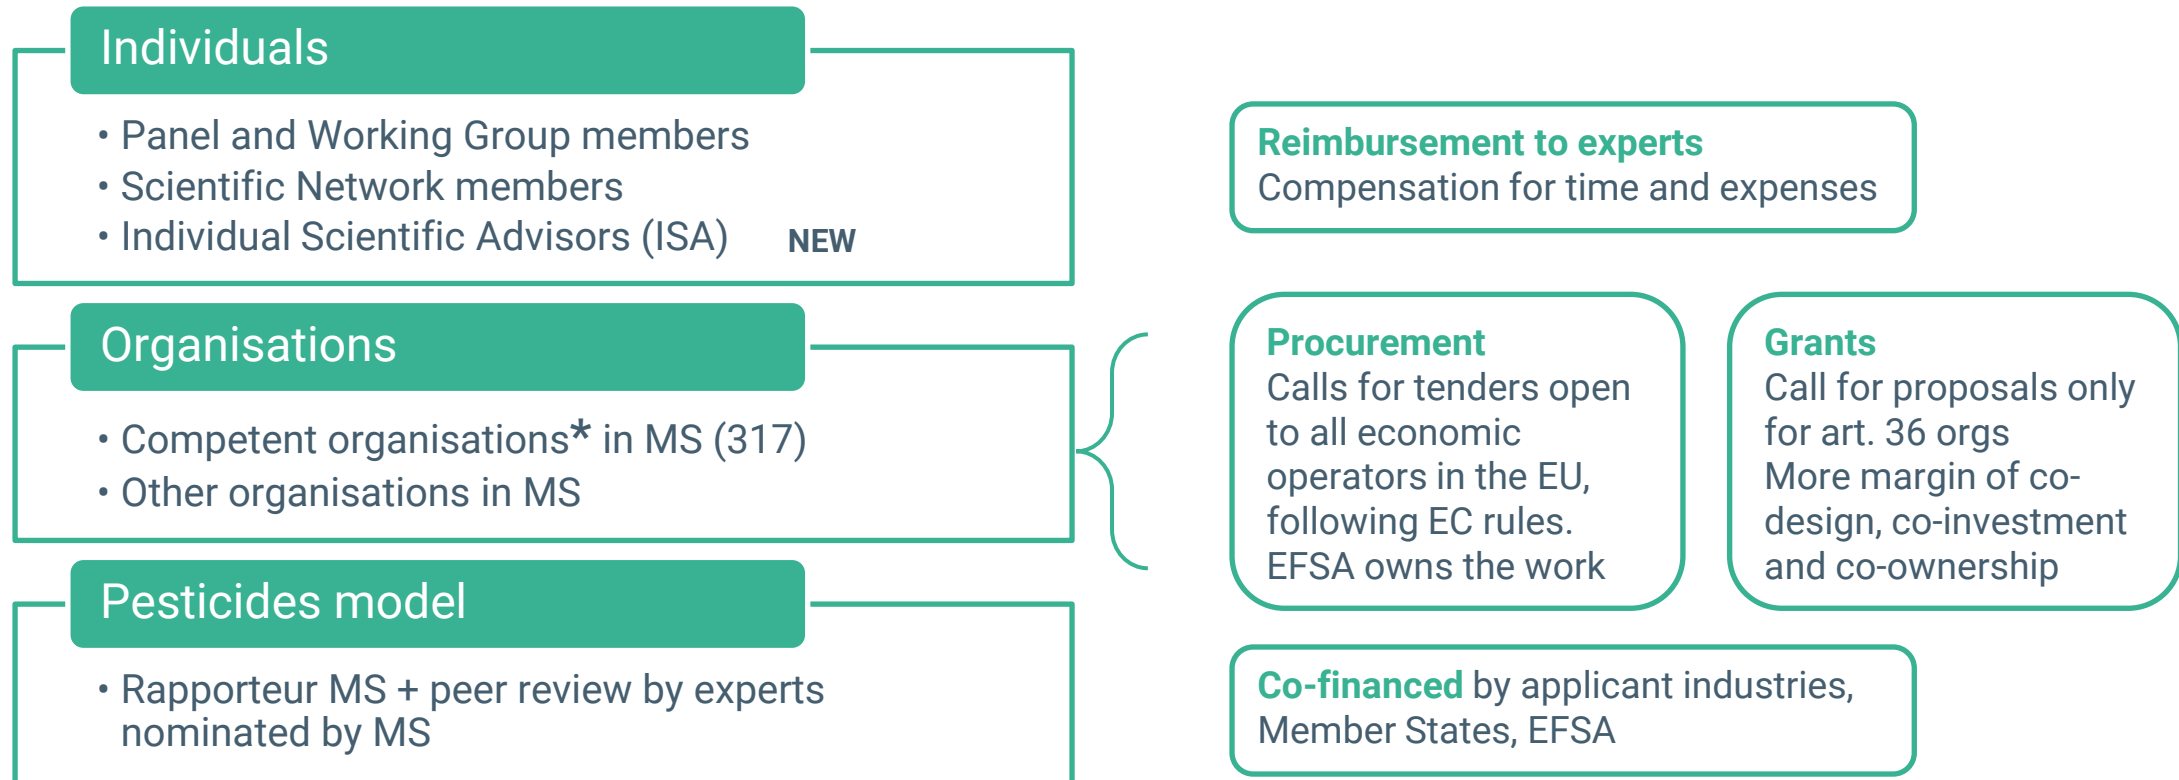 Individuals
• Panel and Working Group members
• Scientific Network members
• Individual Scientific Advisors (ISA) NEW
Reimbursement to experts
Compensation for time and expenses
Organisations
• Competent organisations* in MS (317)
• Other organisations in MS
Procurement
Calls for tenders open
to all economic
operators in the EU,
following EC rules.
EFSA owns the work
Grants
Call for proposals only
for art. 36 orgs
More margin of co-
design, co-investment
and co-ownership
Pesticides model
• Rapporteur MS + peer review by experts
nominated by MS
Co-financed by applicant industries,
Member States, EFSA